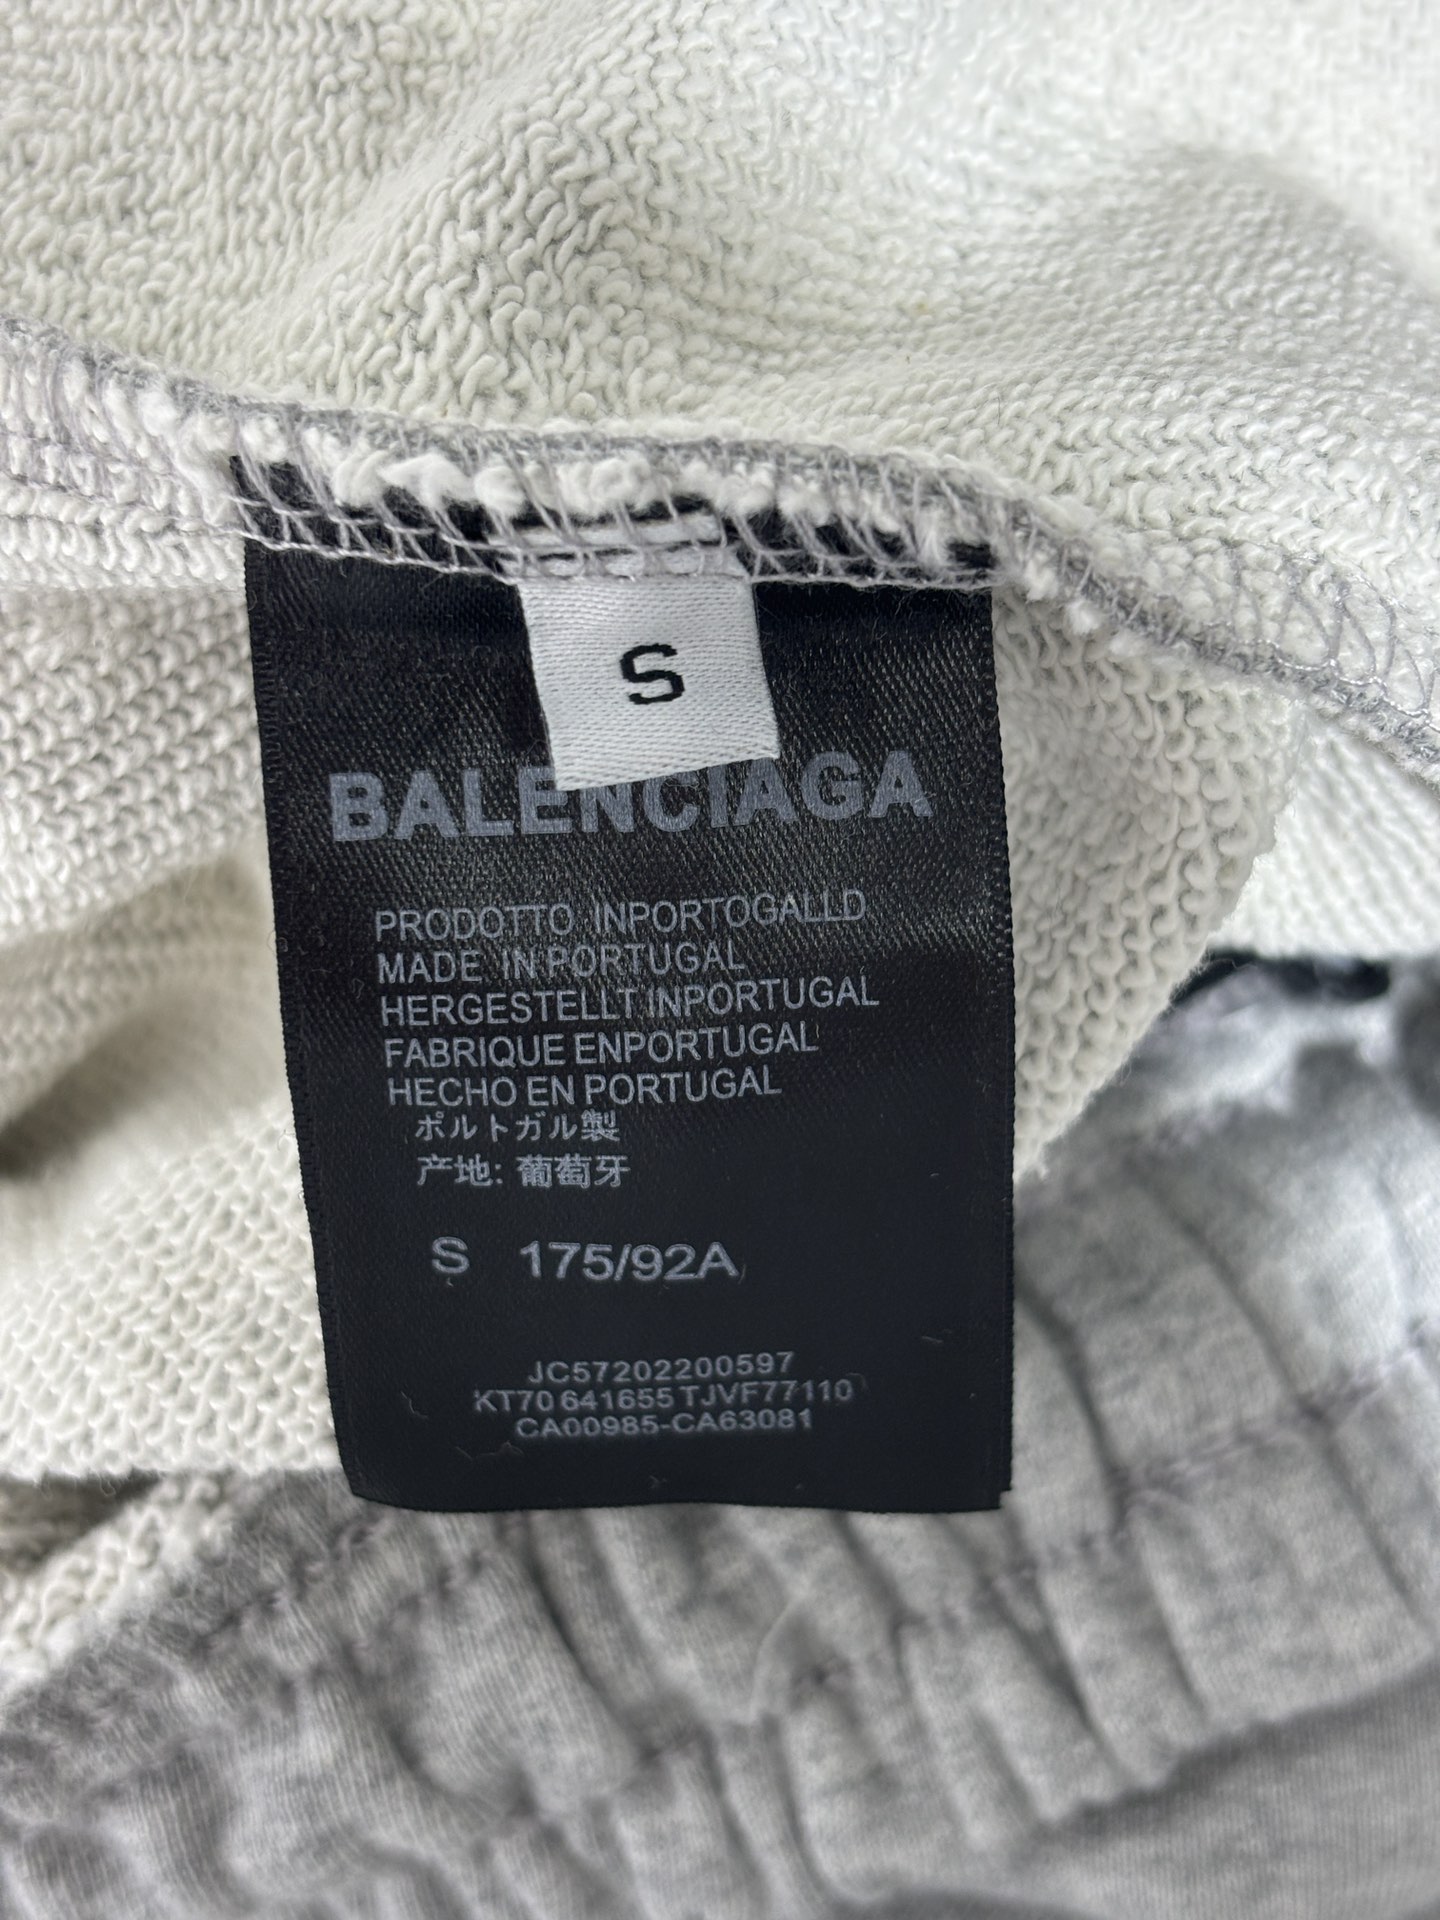 S
BALENCIAGA
PRODOTTO INPORTOGALLD
MADE IN PORTUGAL
HERGESTELLT INPORTUGAL
FABRIQUE ENPORTUGAL
HECHO EN PORTUGAL
ポルトガル製
产地: 葡萄牙
S 175/92A
JC57202200597
KT70 641655 TJVF77110
CA00985-CA63081